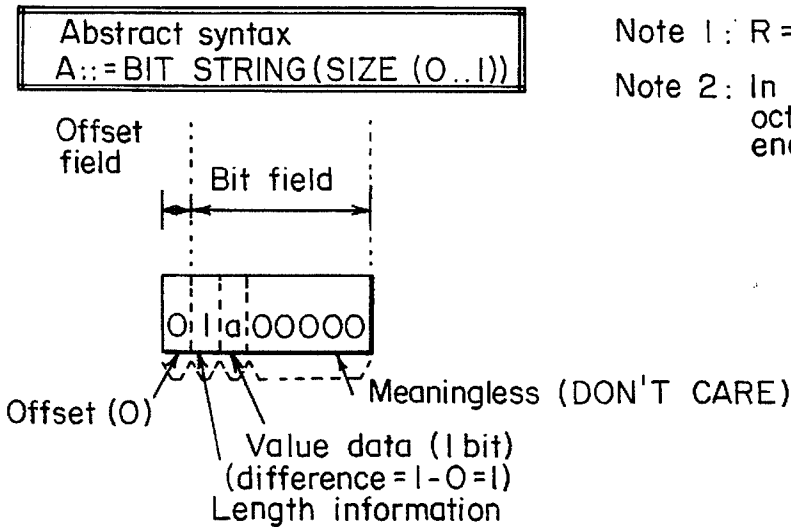 Abstract syntax
A::=BIT STRING(SIZE (0..1))
Note 1: R=
Note 2: In
oct
enc
Offset
field
Bit field
0 1 a 00000
Offset (0)
Meaningless (DON'T CARE)
Value data (1 bit)
(difference=1-0=1)
Length information